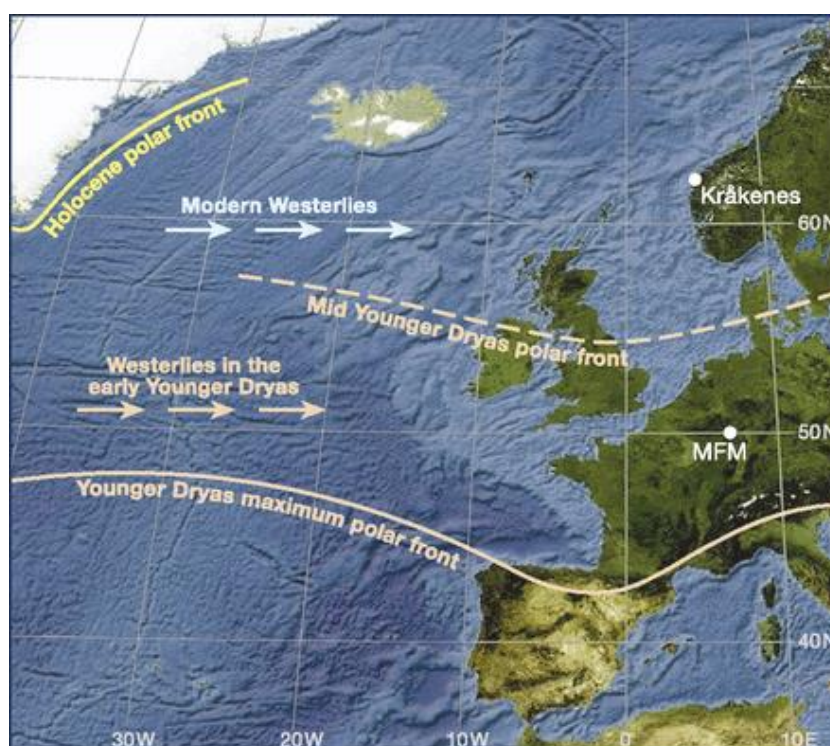 Holocene polar front
Modern Westerlies
Kråkenes
60N
Mid Younger Dryas polar front
Westerlies in the
early Younger Dryas
50N
MFM
Younger Dryas maximum polar front
40N
30W
20W
10W
0
10E